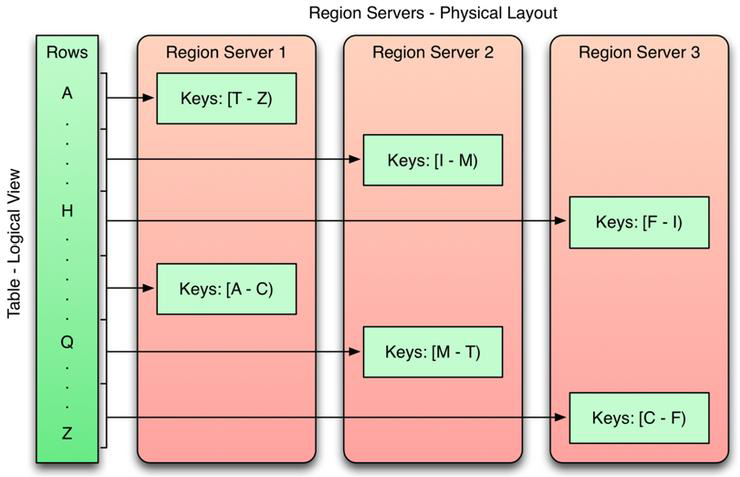 Region Servers - Physical Layout
Table - Logical View
Rows
A
.
.
.
.
H
.
.
.
.
.
.
Q
.
.
.
Z
Region Server 1
Keys: [T - Z)
Keys: [A - C)
Region Server 2
Keys: [I - M)
Keys: [M - T)
Region Server 3
Keys: [F - I)
Keys: [C - F)